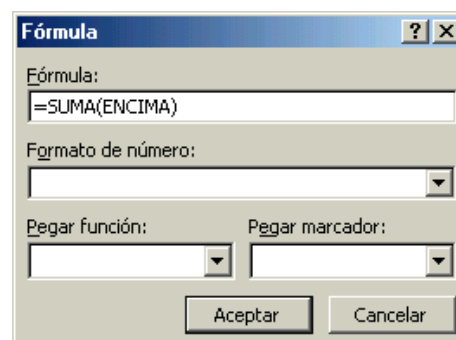 Fórmula
Fórmula:
=SUMA(ENCIMA)
Formato de número:
Pegar función: Pegar marcador:
Aceptar Cancelar